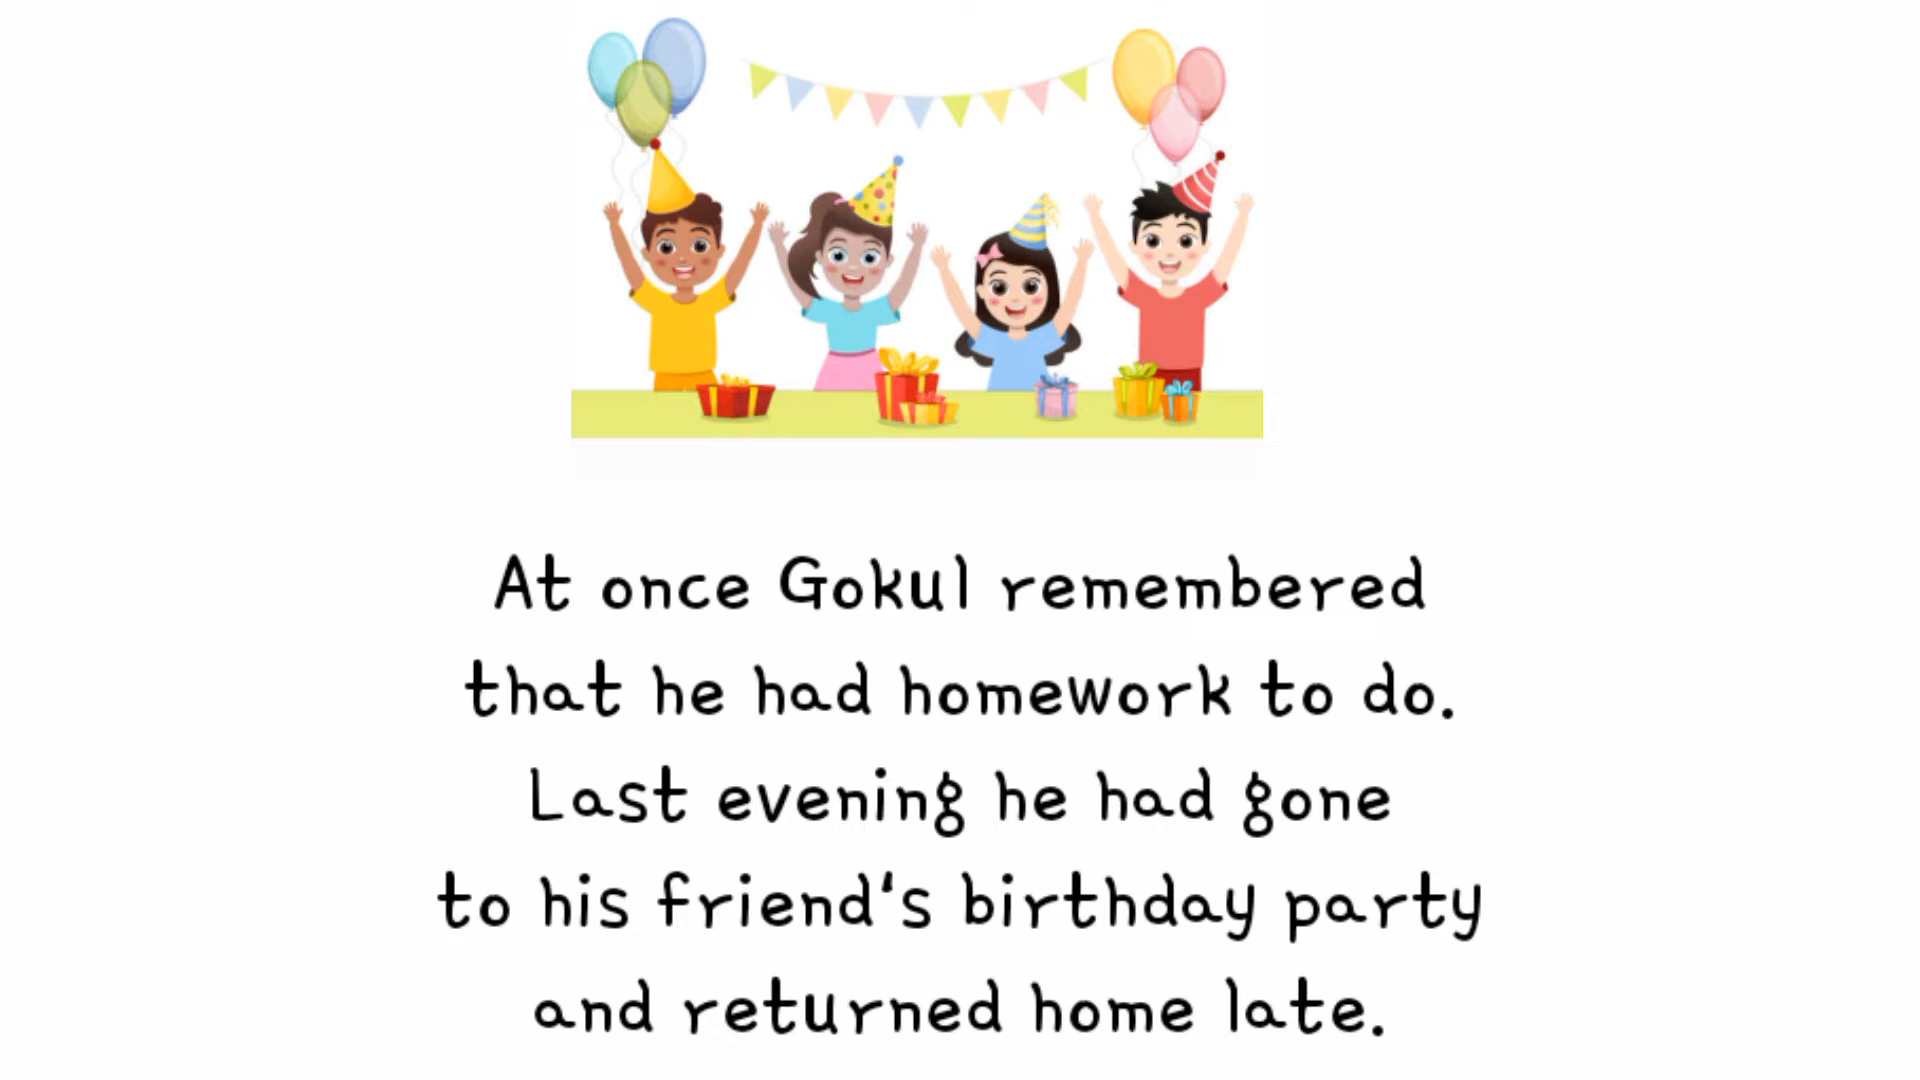 At once Gokul remembered
that he had homework to do.
Last evening he had gone
to his friend‘s birthday party
and returned home late.